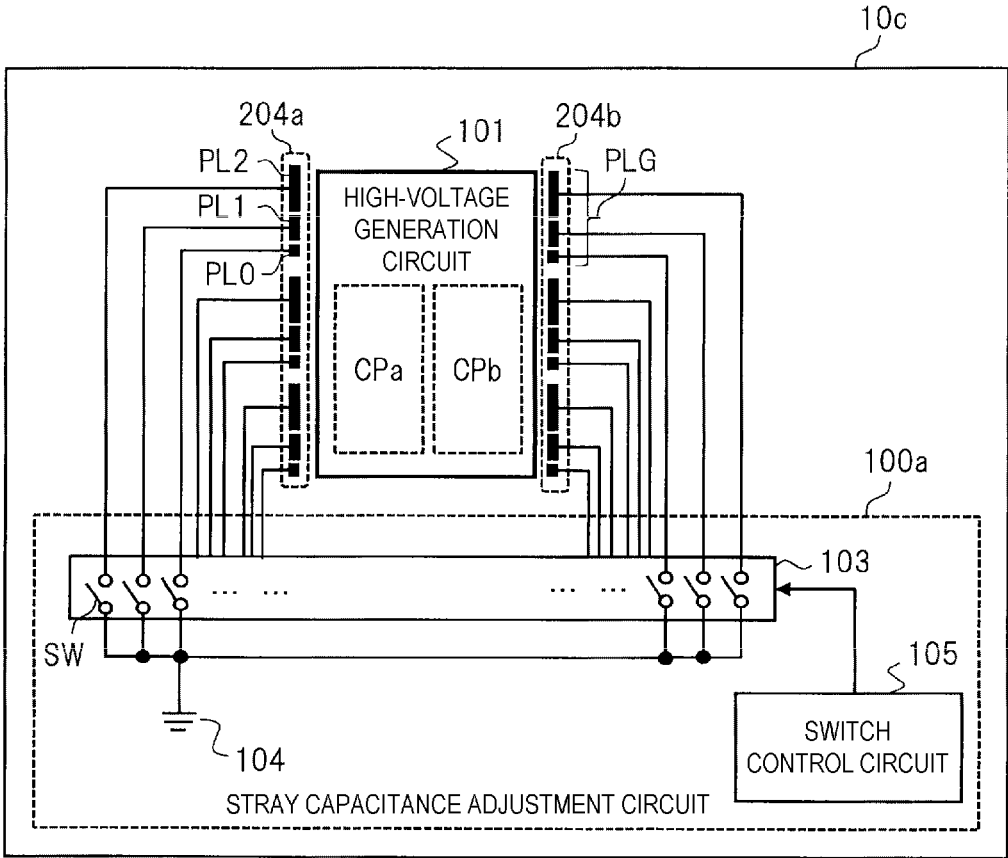 10c
204a
101
204b
PL2
PLG
HIGH-VOLTAGE
GENERATION
CIRCUIT
PL1
PL0
CPa
CPb
100a
103
... ...
... ...
SW
105
104
SWITCH
CONTROL CIRCUIT
STRAY CAPACITANCE ADJUSTMENT CIRCUIT